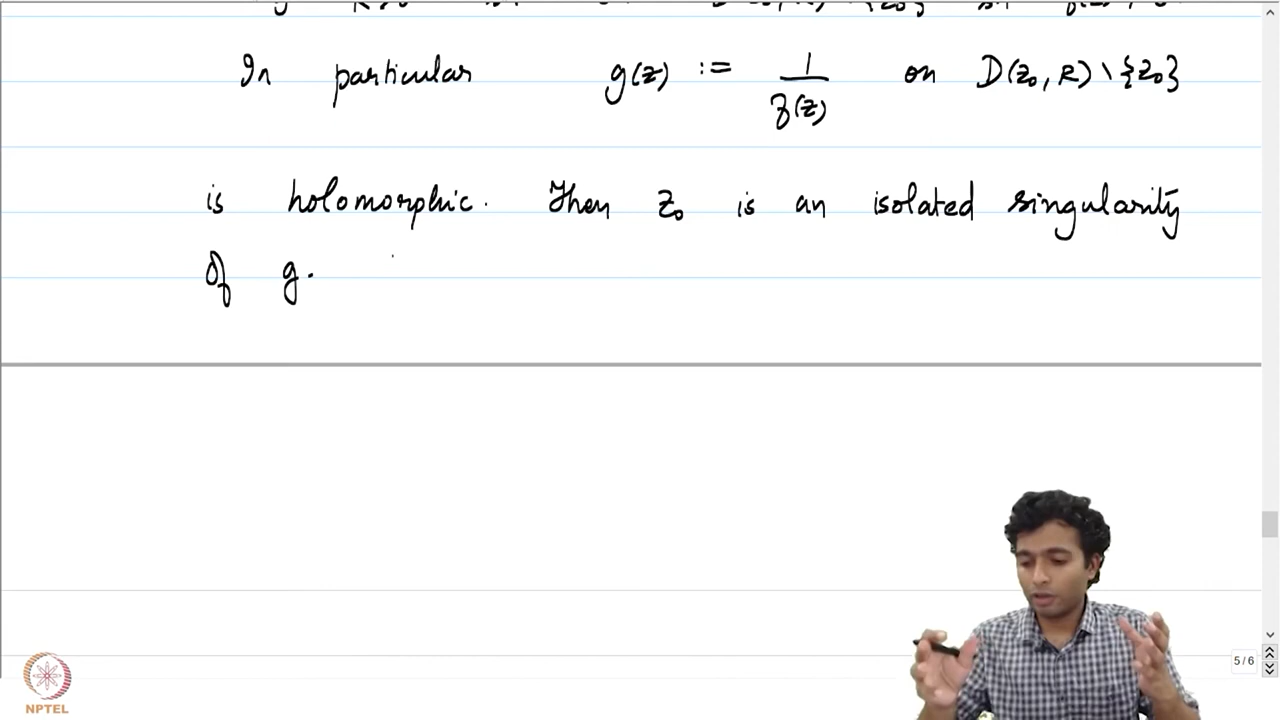 In particular g(z) := 1/f(z) on D(z₀, R) \ {z₀}
is holomorphic. Then z₀ is an isolated singularity
of g.
5 / 6
NPTEL